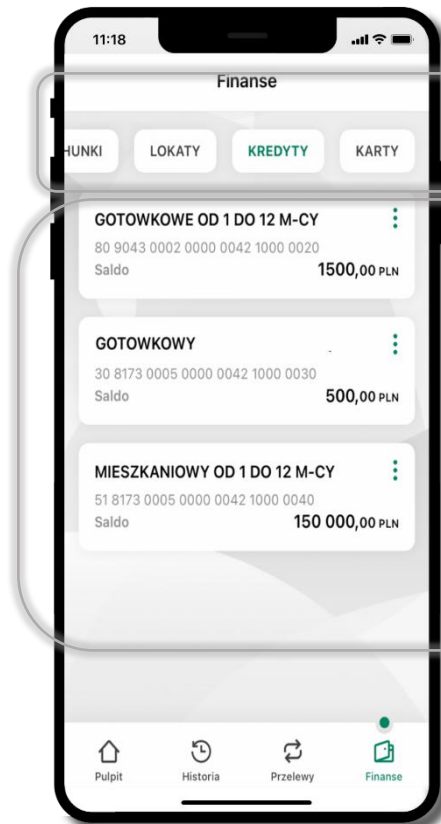 11:18
Finanse
HUNKI LOKATY KREDYTY KARTY
GOTOWKOWE OD 1 DO 12 M-CY
80 9043 0002 0000 0042 1000 0020
Saldo 1500,00 PLN
GOTOWKOWY
30 8173 0005 0000 0042 1000 0030
Saldo 500,00 PLN
MIESZKANIOWY OD 1 DO 12 M-CY
51 8173 0005 0000 0042 1000 0040
Saldo 150 000,00 PLN
Pulpit Historia Przelewy Finanse